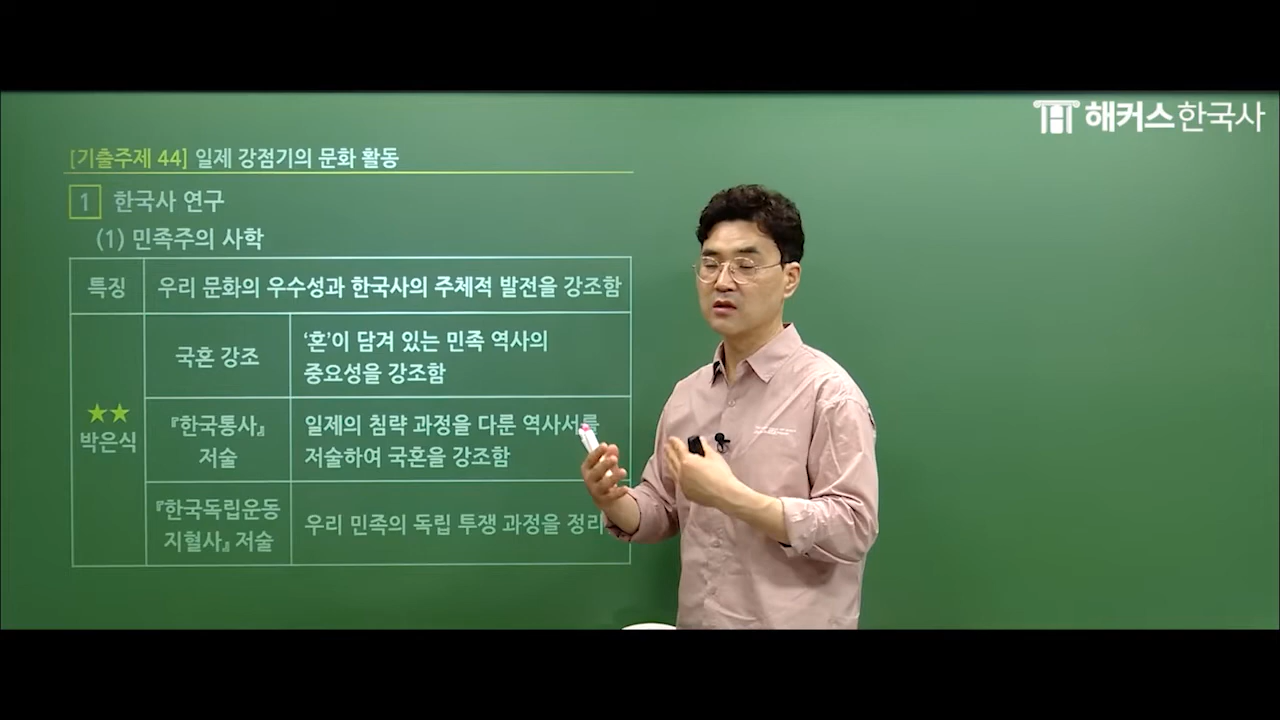 해커스한국사
[기출주제 44] 일제 강점기의 문화 활동
1 한국사 연구
(1) 민족주의 사학
특징
우리 문화의 우수성과 한국사의 주체적 발전을 강조함
★★
박은식
국혼 강조
'혼'이 담겨 있는 민족 역사의
중요성을 강조함
『한국통사』
저술
일제의 침략 과정을 다룬 역사서를
저술하여 국혼을 강조함
『한국독립운동
지혈사』 저술
우리 민족의 독립 투쟁 과정을 정리